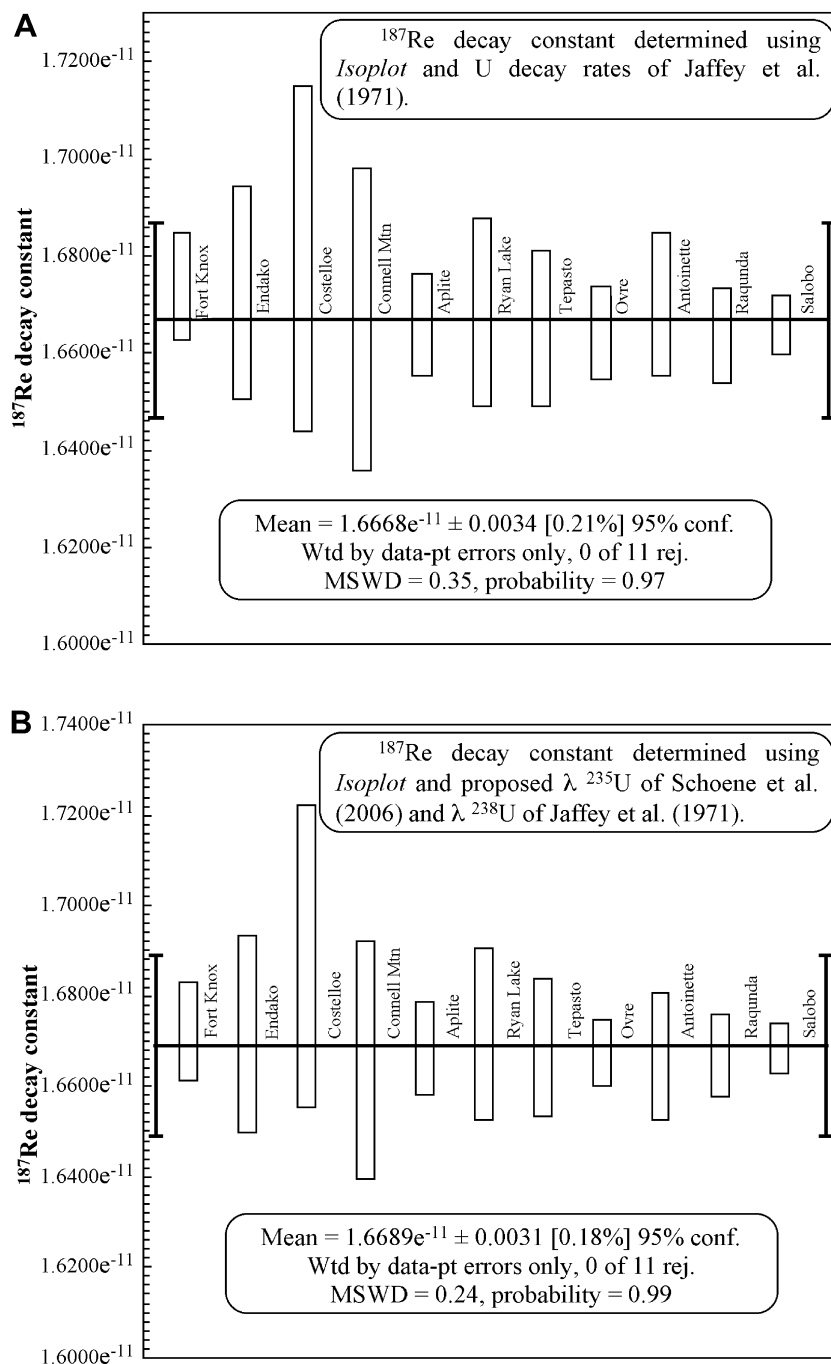 A
¹⁸⁷Re decay constant determined using
Isoplot and U decay rates of Jaffey et al.
(1971).
1.7200e⁻¹¹
1.7000e⁻¹¹
1.6800e⁻¹¹
1.6600e⁻¹¹
1.6400e⁻¹¹
1.6200e⁻¹¹
1.6000e⁻¹¹
¹⁸⁷Re decay constant
Fort Knox
Endako
Costelloe
Connell Mtn
Aplite
Ryan Lake
Tepasto
Ovre
Antoinette
Raqunda
Salobo
Mean = 1.6668e⁻¹¹ ± 0.0034 [0.21%] 95% conf.
Wtd by data-pt errors only, 0 of 11 rej.
MSWD = 0.35, probability = 0.97
B
¹⁸⁷Re decay constant determined using
Isoplot and proposed λ ²³⁵U of Schoene et al.
(2006) and λ ²³⁸U of Jaffey et al. (1971).
1.7400e⁻¹¹
1.7200e⁻¹¹
1.7000e⁻¹¹
1.6800e⁻¹¹
1.6600e⁻¹¹
1.6400e⁻¹¹
1.6200e⁻¹¹
1.6000e⁻¹¹
¹⁸⁷Re decay constant
Fort Knox
Endako
Costelloe
Connell Mtn
Aplite
Ryan Lake
Tepasto
Ovre
Antoinette
Raqunda
Salobo
Mean = 1.6689e⁻¹¹ ± 0.0031 [0.18%] 95% conf.
Wtd by data-pt errors only, 0 of 11 rej.
MSWD = 0.24, probability = 0.99